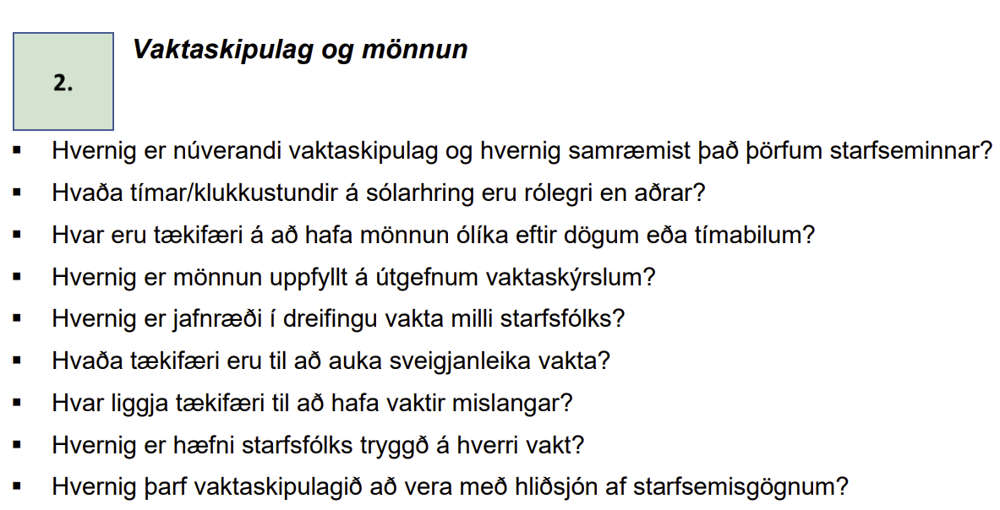 Vaktaskipulag og mönnun
2.
▪ Hvernig er núverandi vaktaskipulag og hvernig samræmist það þörfum starfseminnar?
▪ Hvaða tímar/klukkustundir á sólarhring eru rólegri en aðrar?
▪ Hvar eru tækifæri á að hafa mönnun ólíka eftir dögum eða tímabilum?
▪ Hvernig er mönnun uppfyllt á útgefnum vaktaskýrslum?
▪ Hvernig er jafnræði í dreifingu vakta milli starfsfólks?
▪ Hvaða tækifæri eru til að auka sveigjanleika vakta?
▪ Hvar liggja tækifæri til að hafa vaktir mislangar?
▪ Hvernig er hæfni starfsfólks tryggð á hverri vakt?
▪ Hvernig þarf vaktaskipulagið að vera með hliðsjón af starfsemisgögnum?